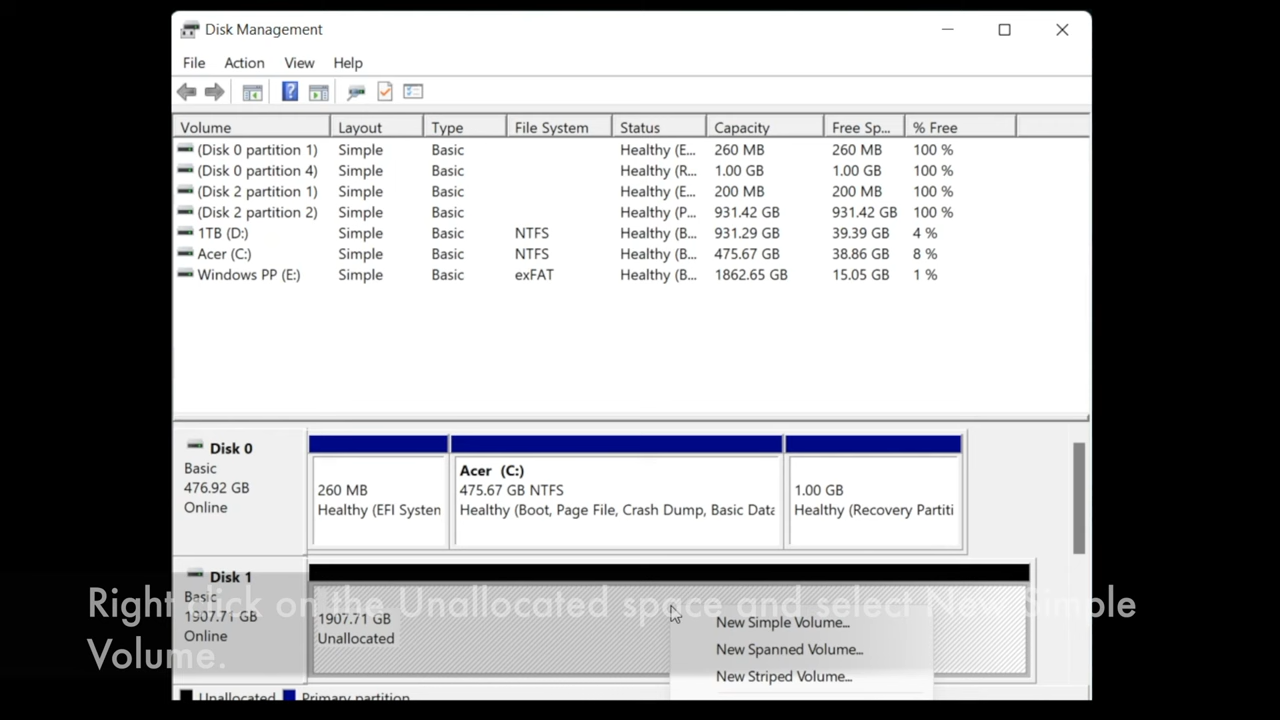 Disk Management
File Action View Help
Volume Layout Type File System Status Capacity Free Sp... % Free
(Disk 0 partition 1) Simple Basic Healthy (E... 260 MB 260 MB 100 %
(Disk 0 partition 4) Simple Basic Healthy (R... 1.00 GB 1.00 GB 100 %
(Disk 2 partition 1) Simple Basic Healthy (E... 200 MB 200 MB 100 %
(Disk 2 partition 2) Simple Basic Healthy (P... 931.42 GB 931.42 GB 100 %
1TB (D:) Simple Basic NTFS Healthy (B... 931.29 GB 39.39 GB 4 %
Acer (C:) Simple Basic NTFS Healthy (B... 475.67 GB 38.86 GB 8 %
Windows PP (E:) Simple Basic exFAT Healthy (B... 1862.65 GB 15.05 GB 1 %
Disk 0
Basic
476.92 GB
Online
260 MB
Healthy (EFI System
Acer (C:)
475.67 GB NTFS
Healthy (Boot, Page File, Crash Dump, Basic Data
1.00 GB
Healthy (Recovery Partiti
Disk 1
Basic
1907.71 GB
Online
1907.71 GB
Unallocated
Right click on the Unallocated space and select New Simple
Volume.
New Simple Volume...
New Spanned Volume...
New Striped Volume...
Unallocated Primary partition